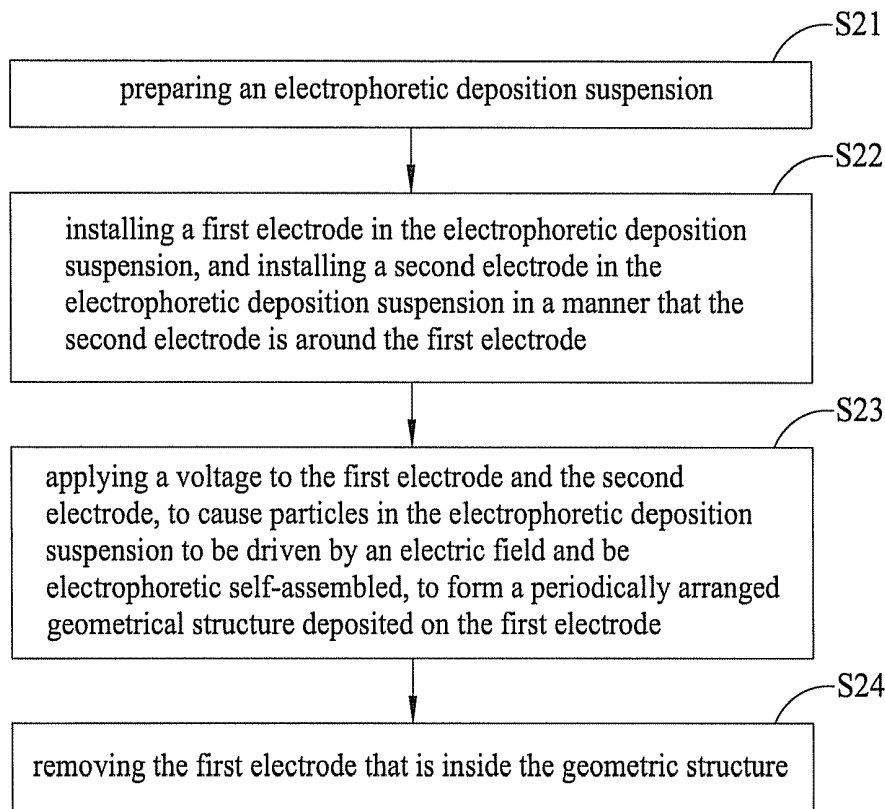 S21
preparing an electrophoretic deposition suspension
S22
installing a first electrode in the electrophoretic deposition
suspension, and installing a second electrode in the
electrophoretic deposition suspension in a manner that the
second electrode is around the first electrode
S23
applying a voltage to the first electrode and the second
electrode, to cause particles in the electrophoretic deposition
suspension to be driven by an electric field and be
electrophoretic self-assembled, to form a periodically arranged
geometrical structure deposited on the first electrode
S24
removing the first electrode that is inside the geometric structure